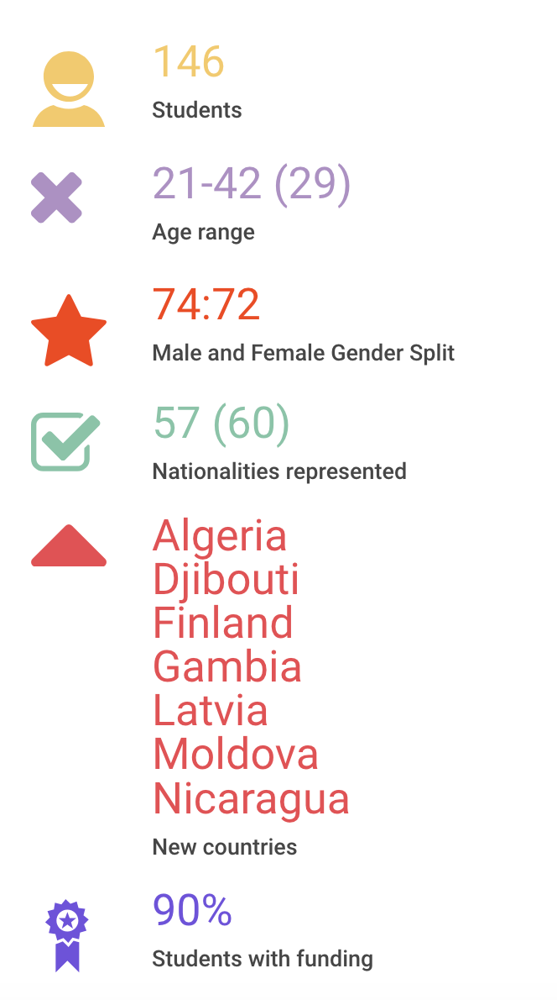 146
Students
21-42 (29)
Age range
74:72
Male and Female Gender Split
57 (60)
Nationalities represented
Algeria
Djibouti
Finland
Gambia
Latvia
Moldova
Nicaragua
New countries
90%
Students with funding